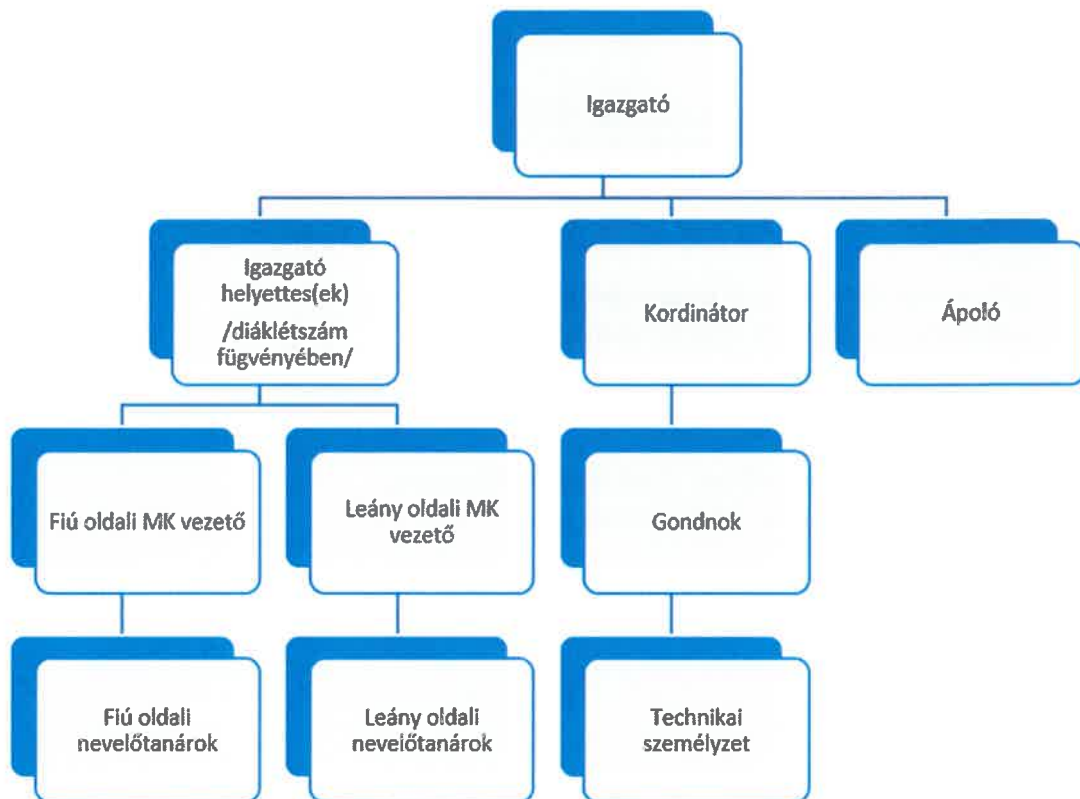 Igazgató
Igazgató
helyettes(ek)
/diáklétszám
függvényében/
Kordinátor
Ápoló
Fiú oldali MK vezető
Leány oldali MK
vezető
Gondnok
Fiú oldali
nevelőtanárok
Leány oldali
nevelőtanárok
Technikai
személyzet